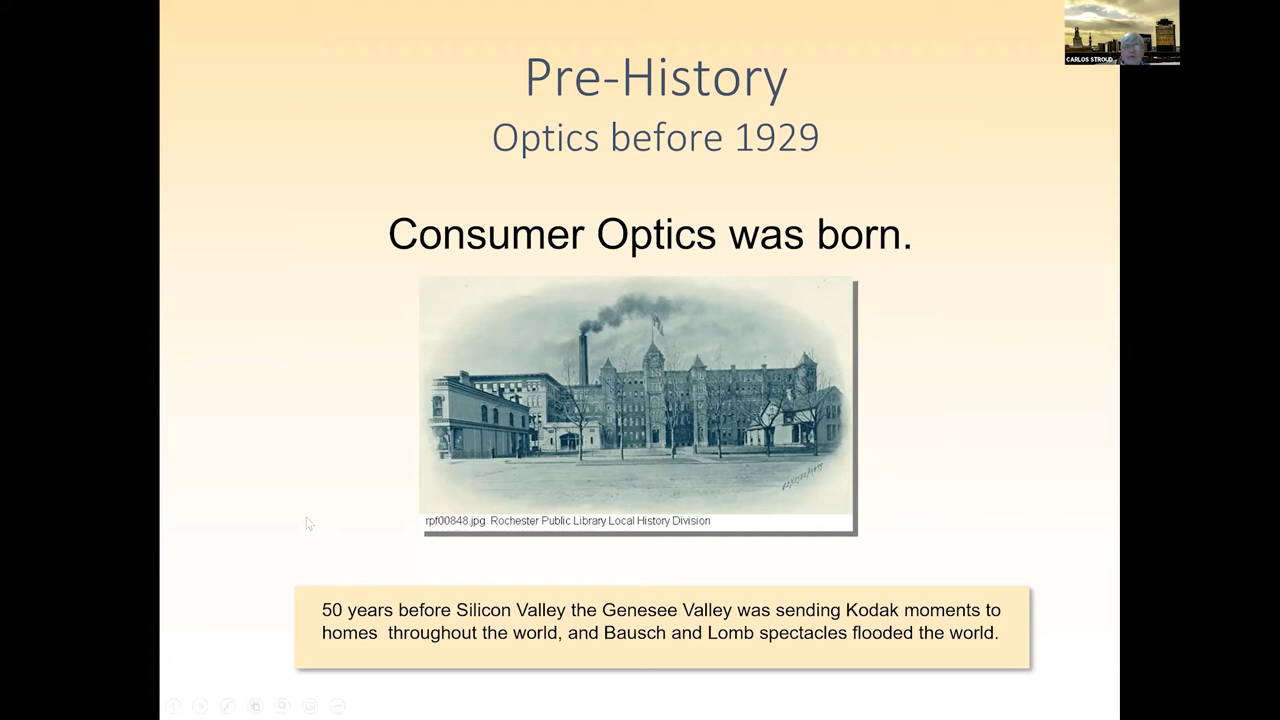 CARLOS STROUD
Pre-History
Optics before 1929
Consumer Optics was born.
rpf00848.jpg Rochester Public Library Local History Division
50 years before Silicon Valley the Genesee Valley was sending Kodak moments to
homes throughout the world, and Bausch and Lomb spectacles flooded the world.